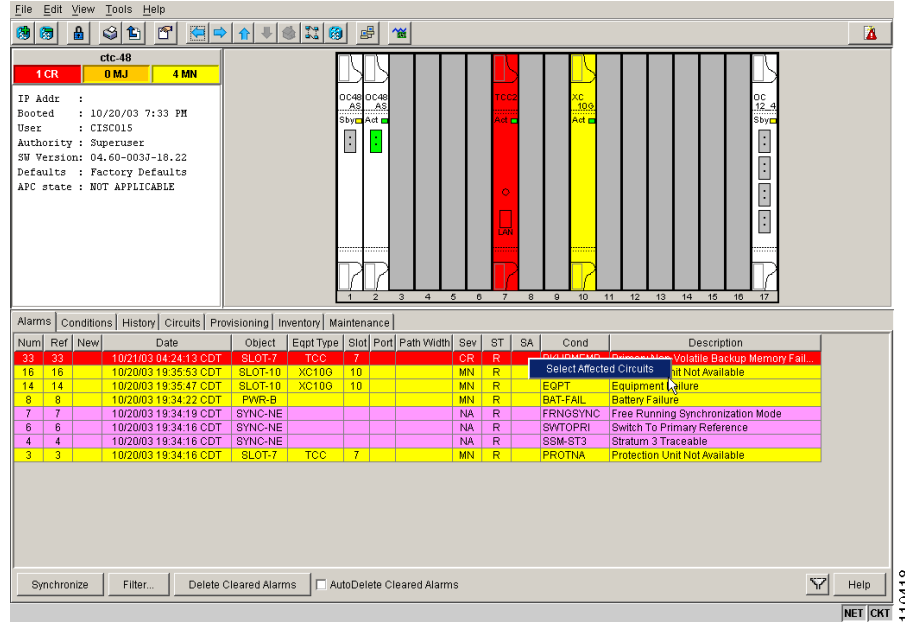 File Edit View Tools Help
ctc-48
1 CR 0 MJ 4 MN
IP Addr :
Booted : 10/20/03 7:33 PM
User : CISCO15
Authority : Superuser
SW Version: 04.60-003J-18.22
Defaults : Factory Defaults
APC state : NOT APPLICABLE
OC48 OC48 TCC2 XC OC
AS AS 10G 12_4
Sby Act Act Act Sby
LAN
1 2 3 4 5 6 7 8 9 10 11 12 13 14 15 16 17
Alarms Conditions History Circuits Provisioning Inventory Maintenance
Num Ref New Date Object Eqpt Type Slot Port Path Width Sev ST SA Cond Description
33 33 10/21/03 04:24:13 CDT SLOT-7 TCC 7 CR R Volatile Backup Memory Fail...
Select Affected Circuits
16 16 10/20/03 19:35:53 CDT SLOT-10 XC10G 10 MN R Not Available
14 14 10/20/03 19:35:47 CDT SLOT-10 XC10G 10 MN R EQPT Equipment Failure
8 8 10/20/03 19:34:22 CDT PWR-B MN R BAT-FAIL Battery Failure
7 7 10/20/03 19:34:19 CDT SYNC-NE NA R FRNGSYNC Free Running Synchronization Mode
6 6 10/20/03 19:34:16 CDT SYNC-NE NA R SWTOPRI Switch To Primary Reference
4 4 10/20/03 19:34:16 CDT SYNC-NE NA R SSM-ST3 Stratum 3 Traceable
3 3 10/20/03 19:34:16 CDT SLOT-7 TCC 7 MN R PROTNA Protection Unit Not Available
Synchronize Filter... Delete Cleared Alarms AutoDelete Cleared Alarms Help
NET CKT
110418